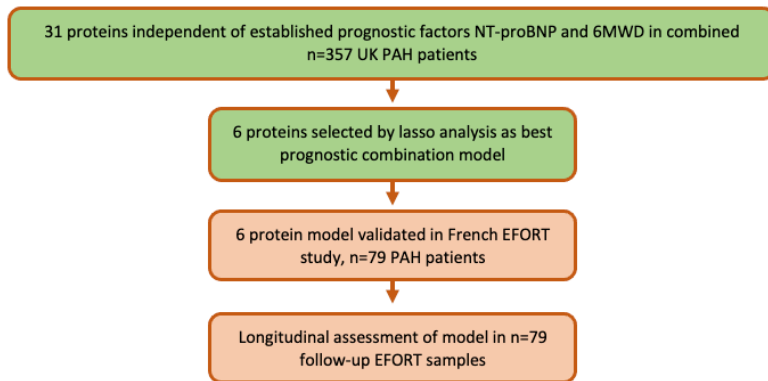 31 proteins independent of established prognostic factors NT-proBNP and 6MWD in combined
n=357 UK PAH patients
6 proteins selected by lasso analysis as best
prognostic combination model
6 protein model validated in French EFORT
study, n=79 PAH patients
Longitudinal assessment of model in n=79
follow-up EFORT samples